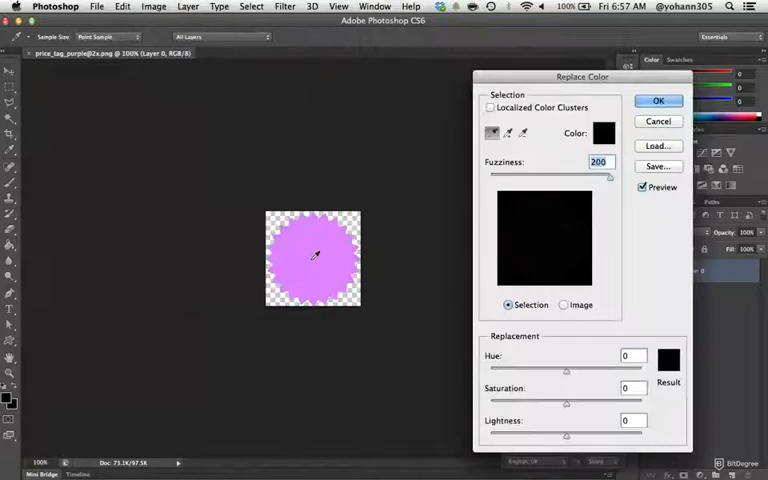 Photoshop File Edit Image Layer Type Select Filter 3D View Window Help 100% Fri 6:57 AM @yohann305
Adobe Photoshop CS6
Sample Size: Point Sample All Layers Essentials
price_tag_purple@2x.png @ 100% (Layer 0, RGB/8)
Color Swatches
0
0
0
Replace Color
Selection
Localized Color Clusters
Color:
Fuzziness: 200
Selection Image
OK
Cancel
Load...
Save...
Preview
Replacement
Hue: 0
Saturation: 0
Lightness: 0
Result
Paths
Opacity: 100%
Fill: 100%
0
100% Doc: 73.1K/97.5K
Mini Bridge Timeline
BitDegree